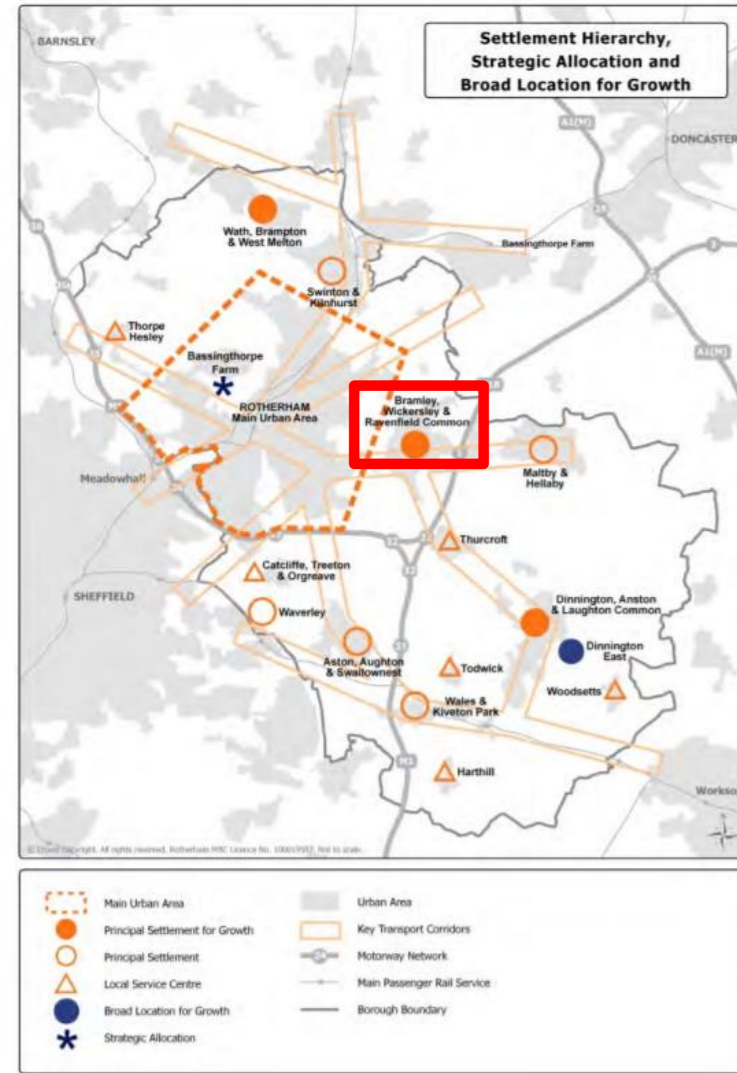 Settlement Hierarchy,
Strategic Allocation and
Broad Location for Growth
BARNSLEY
A1(M)
DONCASTER
Wath, Brampton
& West Melton
Bassingthorpe Farm
Swinton &
Kilnhurst
Thorpe
Hesley
Bassingthorpe
Farm
A1(M)
ROTHERHAM
Main Urban Area
Bramley,
Wickersley &
Ravenfield Common
Meadowhall
Maltby &
Hellaby
Thurcroft
Catcliffe, Treeton
& Orgreave
SHEFFIELD
Waverley
Dinnington, Anston
& Laughton Common
Dinnington
East
Aston, Aughton
& Swallownest
Todwick
Woodsetts
Wales &
Kiveton Park
Harthill
M1
Workso
Main Urban Area
Urban Area
Principal Settlement for Growth
Key Transport Corridors
Principal Settlement
Motorway Network
Local Service Centre
Main Passenger Rail Service
Broad Location for Growth
Borough Boundary
Strategic Allocation